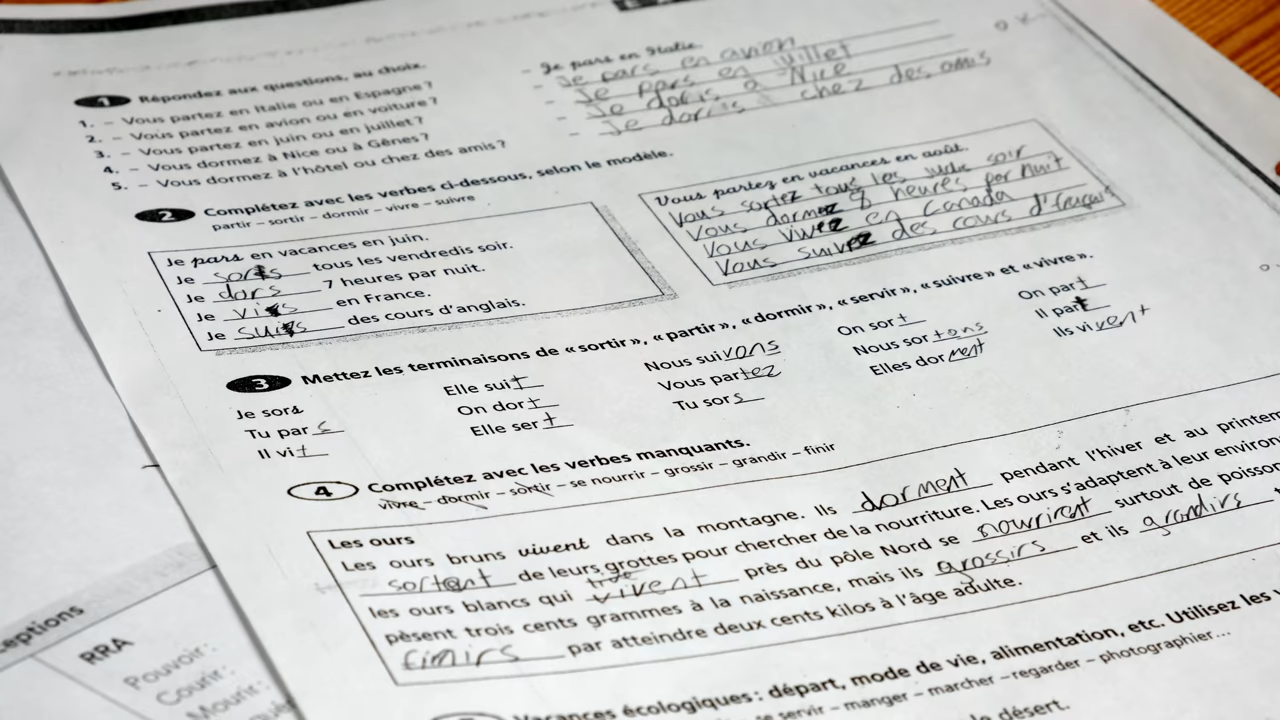 1 Répondez aux questions, au choix.
1. – Vous partez en Italie ou en Espagne ? – Je pars en Italie.
2. – Vous partez en avion ou en voiture ? – Je pars en avion
3. – Vous partez en juin ou en juillet ? – Je pars en juillet
4. – Vous dormez à Nice ou à Gênes ? – Je doris à Nice
5. – Vous dormez à l'hôtel ou chez des amis ? – Je doris chez des amis
2 Complétez avec les verbes ci-dessous, selon le modèle.
partir – sortir – dormir – vivre – suivre
Je pars en vacances en juin.
Je sors tous les vendredis soir.
Je dors 7 heures par nuit.
Je vis en France.
Je suis des cours d'anglais.
Vous partez en vacances en août.
Vous sortez tous les soir
Vous dormez 8 heures par Nuit
Vous vivez en Canada
Vous suivez des cours d'français
3 Mettez les terminaisons de « sortir », « partir », « dormir », « servir », « suivre » et « vivre ».
Je sors Elle suit Nous suivons On sort On part
Tu pars On dort Vous partez Nous sortons Il part
Il vit Elle sert Tu sors Elles dorment Ils vivent
4 Complétez avec les verbes manquants.
vivre – dormir – sortir – se nourrir – grossir – grandir – finir
Les ours
Les ours bruns vivent dans la montagne. Ils dorment pendant l'hiver et au printem
sortent de leurs grottes pour chercher de la nourriture. Les ours s'adaptent à leur environ
les ours blancs qui vivent près du pôle Nord se nourirent surtout de poisson
pèsent trois cents grammes à la naissance, mais ils grossirs et ils grandirs
finirs par atteindre deux cents kilos à l'âge adulte.
Vacances écologiques : départ, mode de vie, alimentation, etc. Utilisez les
se servir – manger – marcher – regarder – photographier...
le désert.
eptions
RRA
Pouvoir:
Courir:
Mourir: